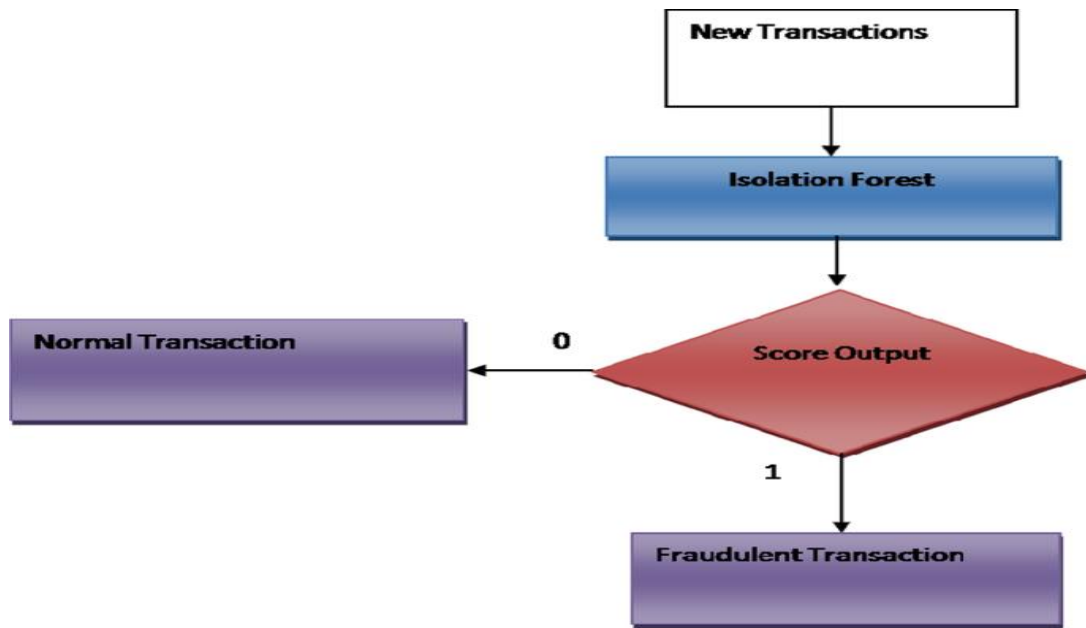 New Transactions
Isolation Forest
Score Output
0
Normal Transaction
1
Fraudulent Transaction